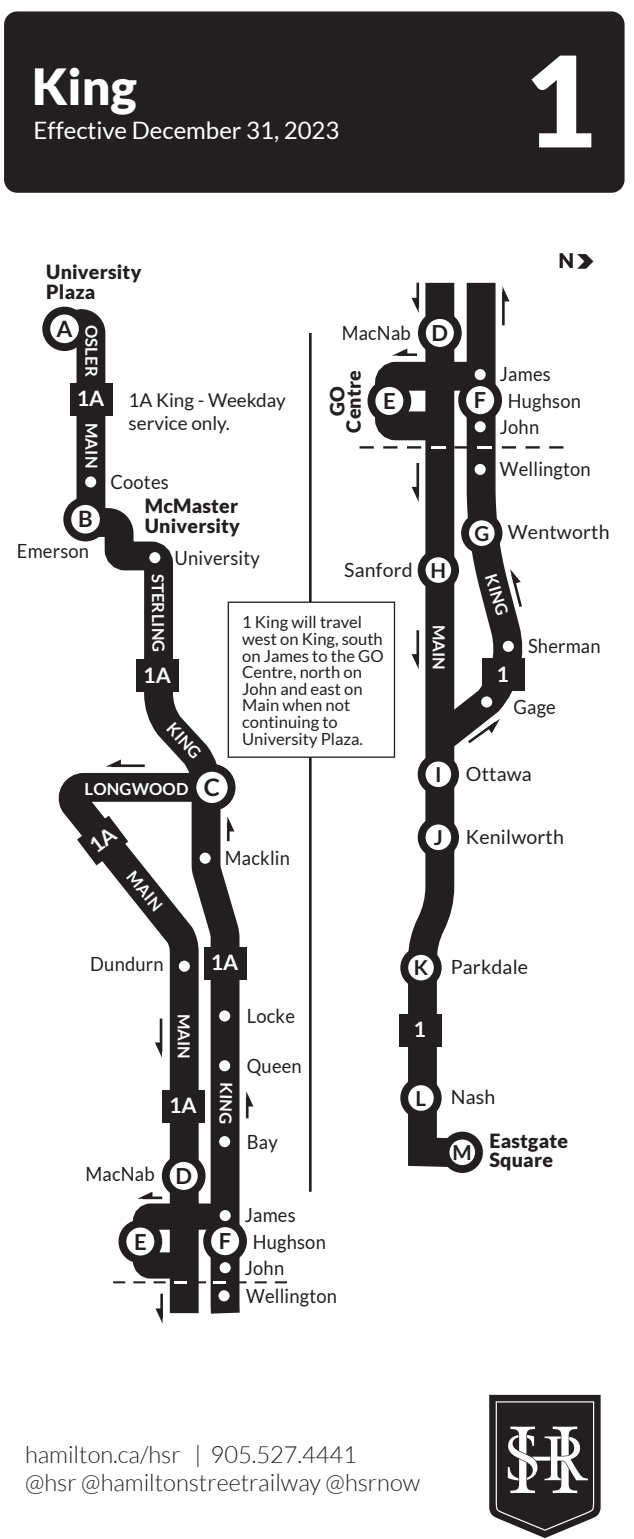 King
Effective December 31, 2023
1
University
Plaza
A
OSLER
1A
1A King - Weekday
service only.
MAIN
Cootes
B
McMaster
University
Emerson
University
STERLING
1A
KING
LONGWOOD
C
1A
MAIN
Macklin
Dundurn
1A
MAIN
Locke
Queen
1A
KING
Bay
MacNab
D
James
E
F
Hughson
John
Wellington
1 King will travel
west on King, south
on James to the GO
Centre, north on
John and east on
Main when not
continuing to
University Plaza.
N
MacNab
D
James
GO
Centre
E
F
Hughson
John
Wellington
G
Wentworth
Sanford
H
KING
MAIN
Sherman
1
Gage
I
Ottawa
J
Kenilworth
K
Parkdale
1
L
Nash
M
Eastgate
Square
hamilton.ca/hsr | 905.527.4441
@hsr @hamiltonstreetrailway @hsrnow
HSR